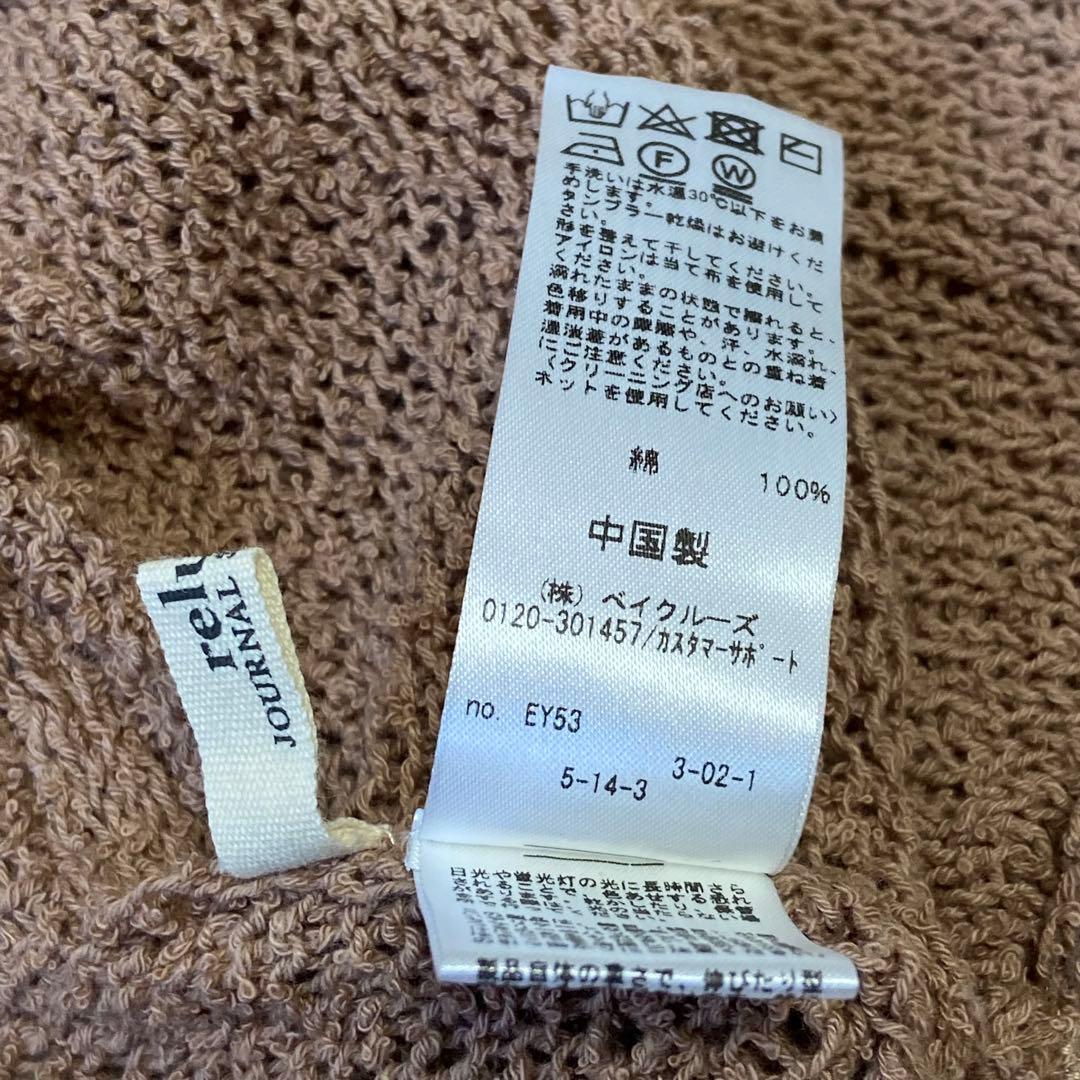 F
W
手洗いは水温30℃以下をお薦
めします。
タンブラー乾燥はお避けくだ
さい。
形を整えて干してください。
アイロンは当て布を使用して
ください。
濡れたままの状態で擦れると、
色移りすることがあります。
着用中の摩擦や、汗、水濡れ、
濃淡差があるものとの重ね着
にご注意ください。
〈クリーニング店へのお願い〉
ネットを使用してください。
綿 100%
中国製
(株) ベイクルーズ
0120-301457/カスタマーサポート
no. EY53
3-02-1
5-14-3
relu
JOURNAL S
日光や蛍光灯の光に長時間さら
製品自体の重さで、伸びたり型